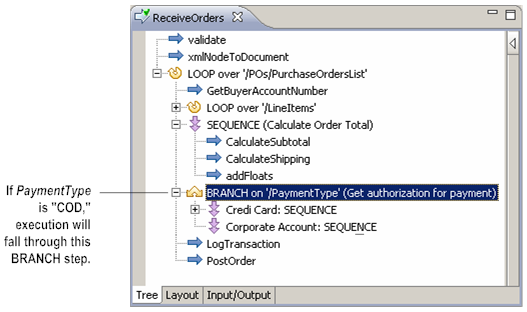 ReceiveOrders
validate
xmlNodeToDocument
LOOP over '/POs/PurchaseOrdersList'
GetBuyerAccountNumber
LOOP over '/LineItems'
SEQUENCE (Calculate Order Total)
CalculateSubtotal
CalculateShipping
addFloats
BRANCH on '/PaymentType' (Get authorization for payment)
Credi Card: SEQUENCE
Corporate Account: SEQUENCE
LogTransaction
PostOrder
Tree Layout Input/Output
If PaymentType
is "COD,"
execution will
fall through this
BRANCH step.